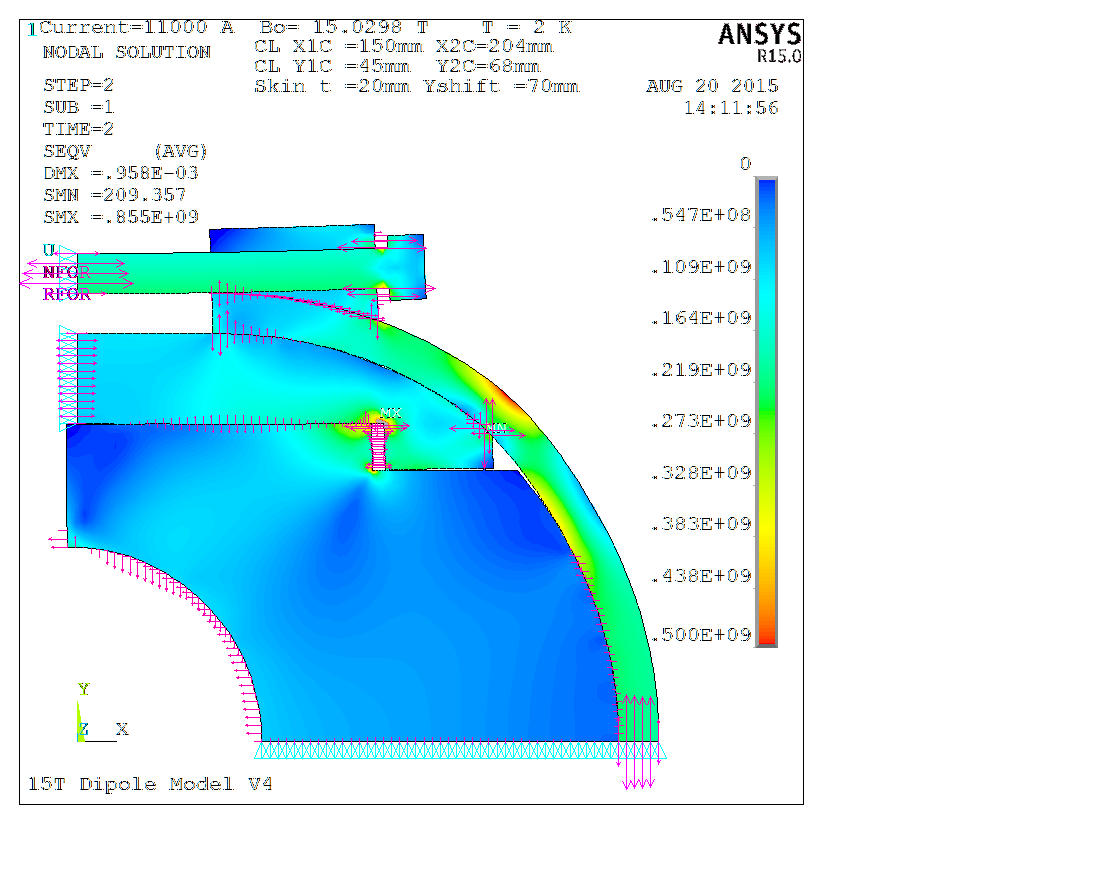 1 Current=11000 A Bo= 15.0298 T T = 2 K
NODAL SOLUTION
CL X1C =150mm X2C=204mm
CL Y1C =45mm Y2C=68mm
Skin t =20mm Yshift =70mm
ANSYS
R15.0
AUG 20 2015
14:11:56
STEP=2
SUB =1
TIME=2
SEQV (AVG)
DMX =.958E-03
SMN =209.357
SMX =.855E+09
U
NFOR
RFOR
0
.547E+08
.109E+09
.164E+09
.219E+09
.273E+09
.328E+09
.383E+09
.438E+09
.500E+09
MX
MN
Y
Z X
15T Dipole Model V4